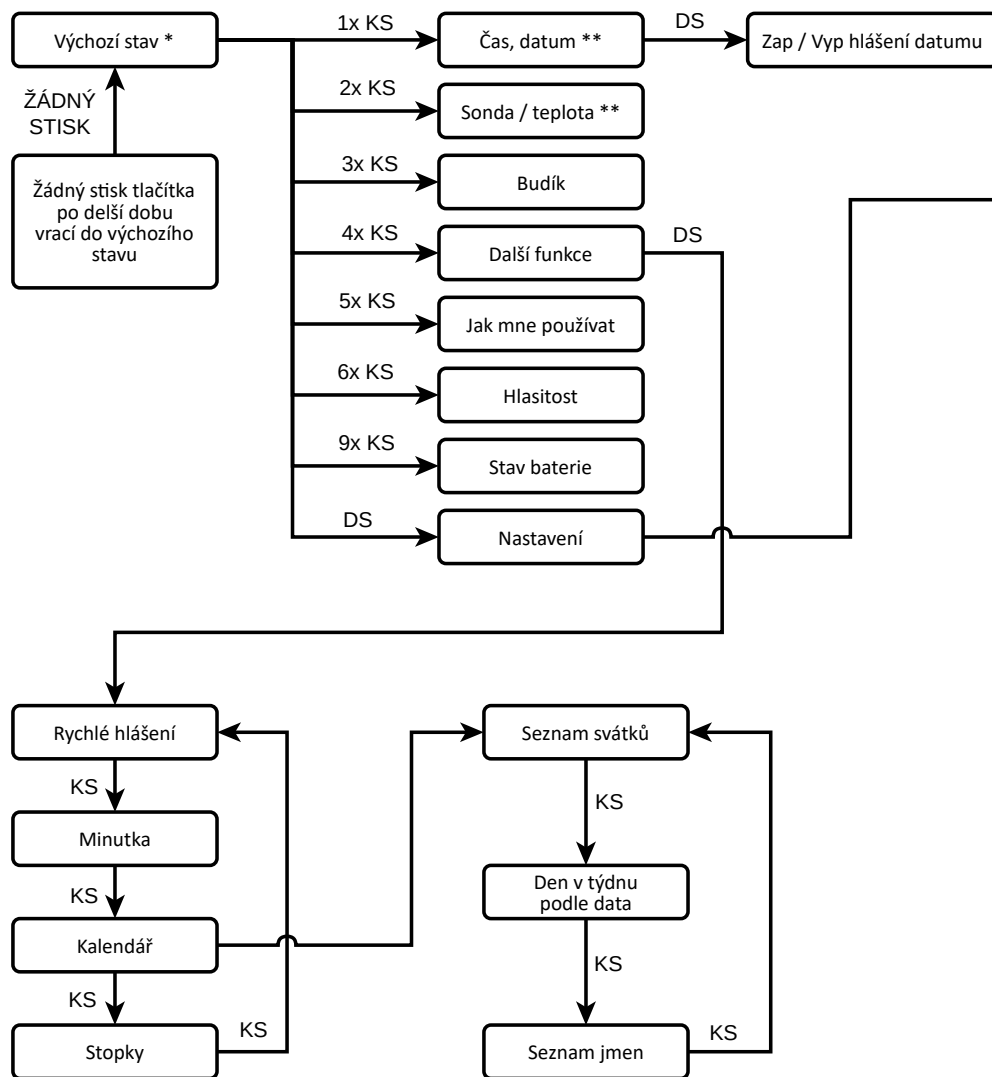 Výchozí stav *
1x KS
Čas, datum **
DS
Zap / Vyp hlášení datumu
ŽÁDNÝ
STISK
2x KS
Sonda / teplota **
Žádný stisk tlačítka
po delší dobu
vrací do výchozího
stavu
3x KS
Budík
4x KS
Další funkce
DS
5x KS
Jak mne používat
6x KS
Hlasitost
9x KS
Stav baterie
DS
Nastavení
Rychlé hlášení
KS
Minutka
KS
Kalendář
KS
Stopky
KS
Seznam svátků
KS
Den v týdnu
podle data
KS
Seznam jmen
KS